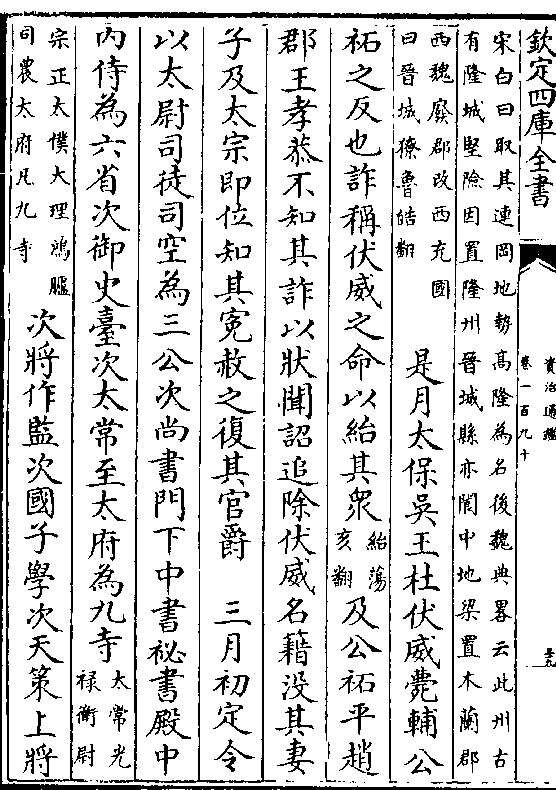 欽定四庫全書
資治通鑑
卷一百九十
宋白曰取其連岡地勢高隆為名後魏典畧云此州古
有隆城堅險因置隆州晉城縣亦閬中地梁置木蘭郡
西魏廢郡改西充國
曰晉城獠魯皓翻
是月太保吳王杜伏威薨輔公
祏之反也詐稱伏威之命以紿其衆
紿蕩
亥翻
及公祏平趙
郡王孝恭不知其詐以狀聞詔追除伏威名籍没其妻
子及太宗即位知其寃赦之復其官爵 三月初定令
以太尉司徒司空為三公次尚書門下中書祕書殿中
内侍為六省次御史臺次太常至太府為九寺
太常光
禄衛尉
宗正太僕大理鴻臚
司農太府凡九寺
次將作監次國子學次天策上將